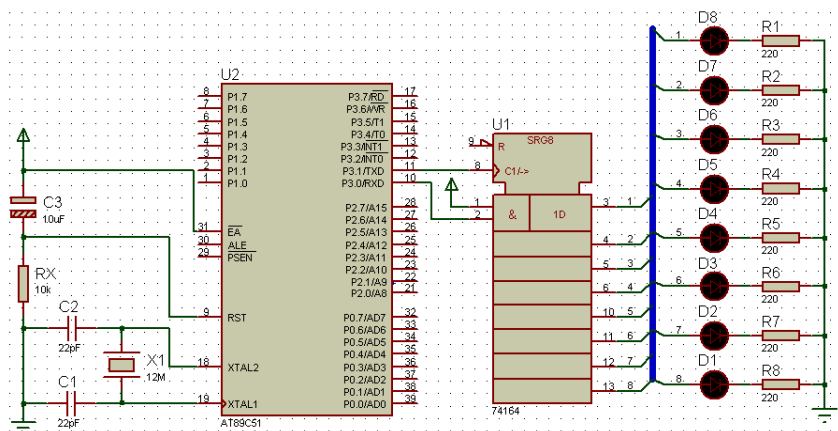 U2
8 P1.7 P3.7/RD 17
7 P1.6 P3.6/WR 16
6 P1.5 P3.5/T1 15
5 P1.4 P3.4/T0 14
4 P1.3 P3.3/INT1 13
3 P1.2 P3.2/INT0 12
2 P1.1 P3.1/TXD 11
1 P1.0 P3.0/RXD 10
P2.7/A15 28
P2.6/A14 27
31 EA P2.5/A13 26
30 ALE P2.4/A12 25
29 PSEN P2.3/A11 24
P2.2/A10 23
P2.1/A9 22
P2.0/A8 21
9 RST P0.7/AD7 32
P0.6/AD6 33
P0.5/AD5 34
P0.4/AD4 35
18 XTAL2 P0.3/AD3 36
P0.2/AD2 37
P0.1/AD1 38
19 XTAL1 P0.0/AD0 39
AT89C51
C3
10uF
RX
10k
C2
22pF
X1
12M
C1
22pF
U1
SRG8
9 R
8 C1/->
1
2 & 1D
3 1
4 2
5 3
6 4
10 5
11 6
12 7
13 8
74164
D8 R1
1 220
D7 R2
2 220
D6 R3
3 220
D5 R4
4 220
D4 R5
5 220
D3 R6
6 220
D2 R7
7 220
D1 R8
8 220